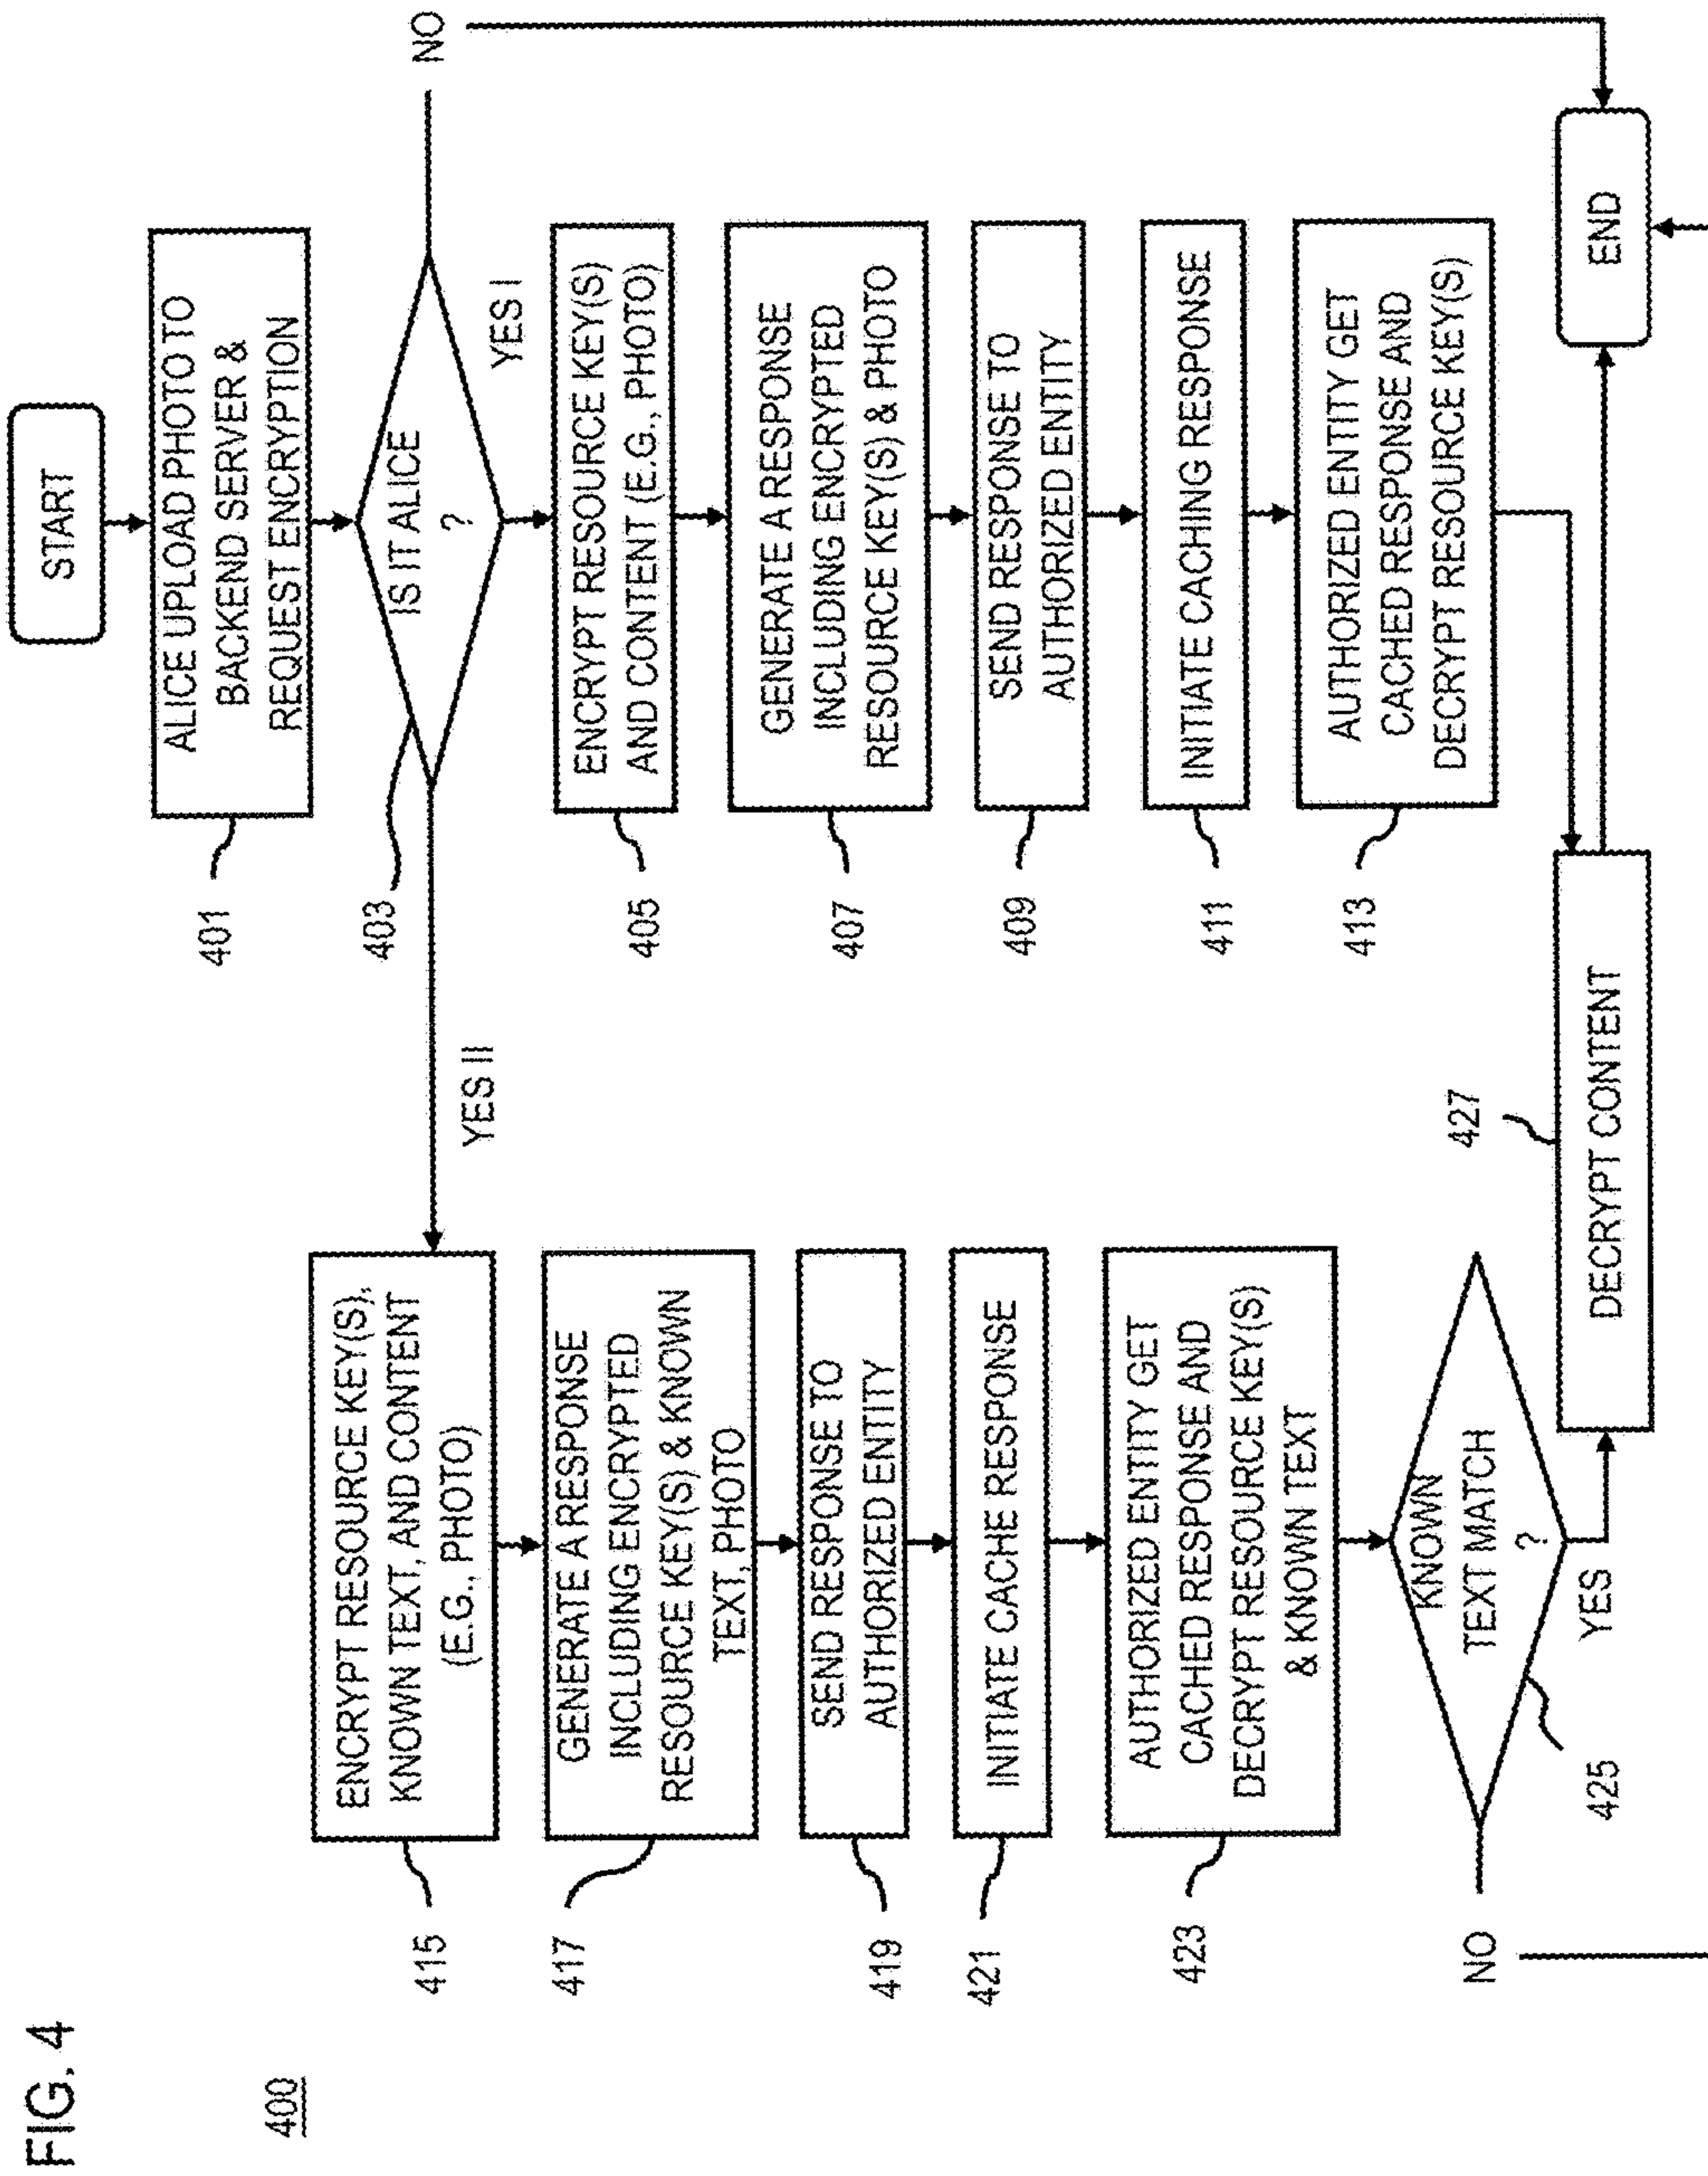 FIG. 4
400
START
401
ALICE UPLOAD PHOTO TO
BACKEND SERVER &
REQUEST ENCRYPTION
403
IS IT ALICE
?
NO
YES I
YES II
405
ENCRYPT RESOURCE KEY(S)
AND CONTENT (E.G., PHOTO)
407
GENERATE A RESPONSE
INCLUDING ENCRYPTED
RESOURCE KEY(S) & PHOTO
409
SEND RESPONSE TO
AUTHORIZED ENTITY
411
INITIATE CACHING RESPONSE
413
AUTHORIZED ENTITY GET
CACHED RESPONSE AND
DECRYPT RESOURCE KEY(S)
415
ENCRYPT RESOURCE KEY(S),
KNOWN TEXT, AND CONTENT
(E.G., PHOTO)
417
GENERATE A RESPONSE
INCLUDING ENCRYPTED
RESOURCE KEY(S) & KNOWN
TEXT, PHOTO
419
SEND RESPONSE TO
AUTHORIZED ENTITY
421
INITIATE CACHE RESPONSE
423
AUTHORIZED ENTITY GET
CACHED RESPONSE AND
DECRYPT RESOURCE KEY(S)
& KNOWN TEXT
425
KNOWN
TEXT MATCH
?
NO
YES
427
DECRYPT CONTENT
END